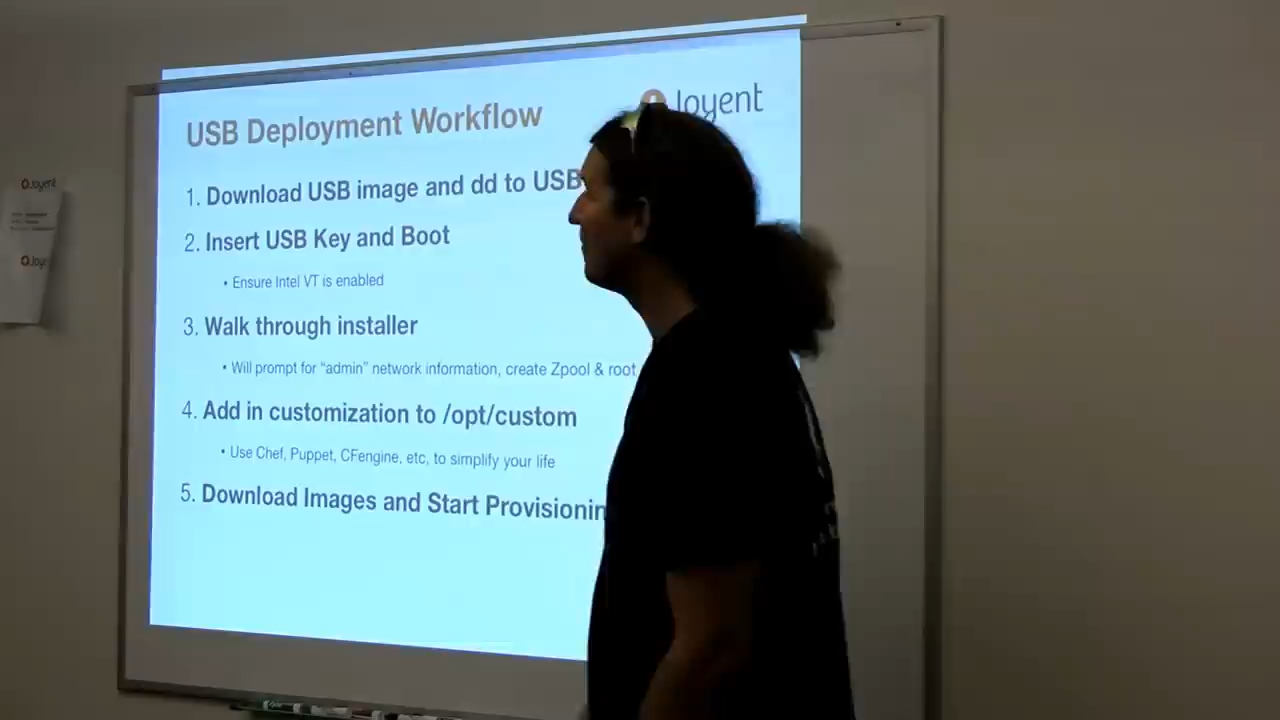 Joyent
USB Deployment Workflow
1. Download USB image and dd to USB
2. Insert USB Key and Boot
• Ensure Intel VT is enabled
3. Walk through installer
• Will prompt for “admin” network information, create Zpool & root
4. Add in customization to /opt/custom
• Use Chef, Puppet, CFengine, etc, to simplify your life
5. Download Images and Start Provisionin
Joyent
Joye